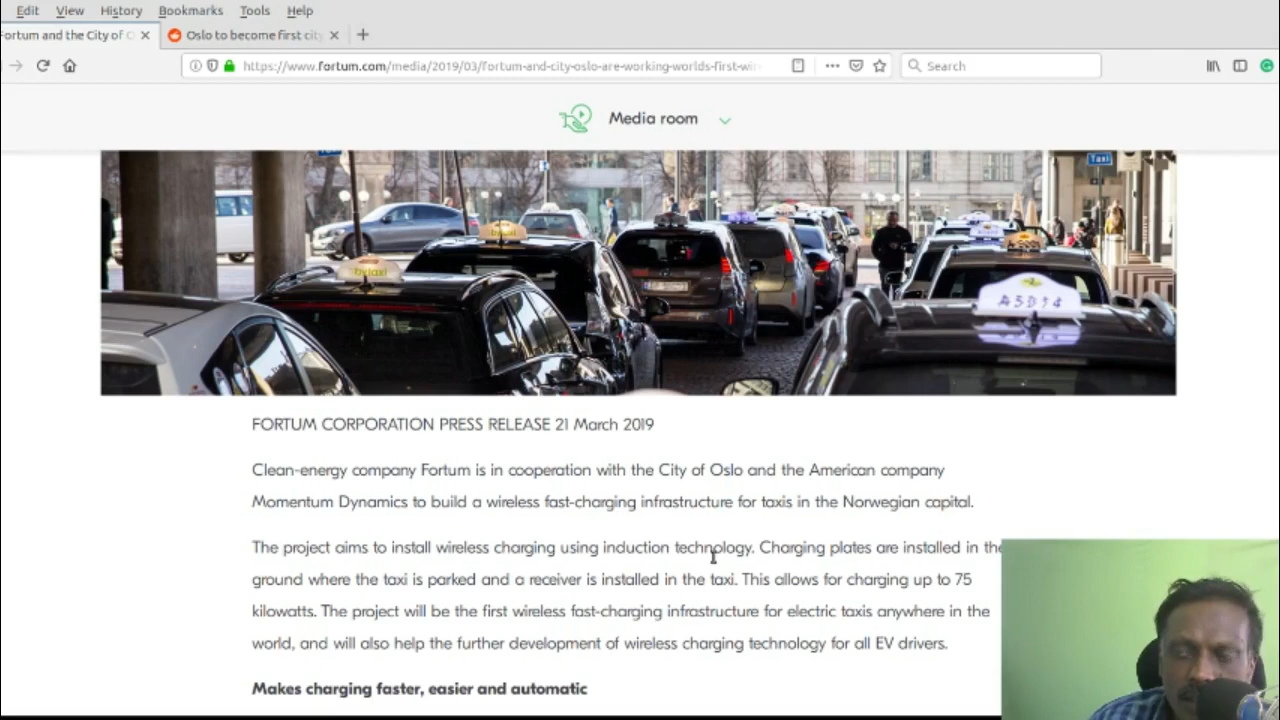 Edit View History Bookmarks Tools Help
Fortum and the City of O
Oslo to become first city
https://www.fortum.com/media/2019/03/fortum-and-city-oslo-are-working-worlds-first-wir
Search
Media room
Taxi
bytaxi
A3034
FORTUM CORPORATION PRESS RELEASE 21 March 2019
Clean-energy company Fortum is in cooperation with the City of Oslo and the American company
Momentum Dynamics to build a wireless fast-charging infrastructure for taxis in the Norwegian capital.
The project aims to install wireless charging using induction technology. Charging plates are installed in the
ground where the taxi is parked and a receiver is installed in the taxi. This allows for charging up to 75
kilowatts. The project will be the first wireless fast-charging infrastructure for electric taxis anywhere in the
world, and will also help the further development of wireless charging technology for all EV drivers.
Makes charging faster, easier and automatic